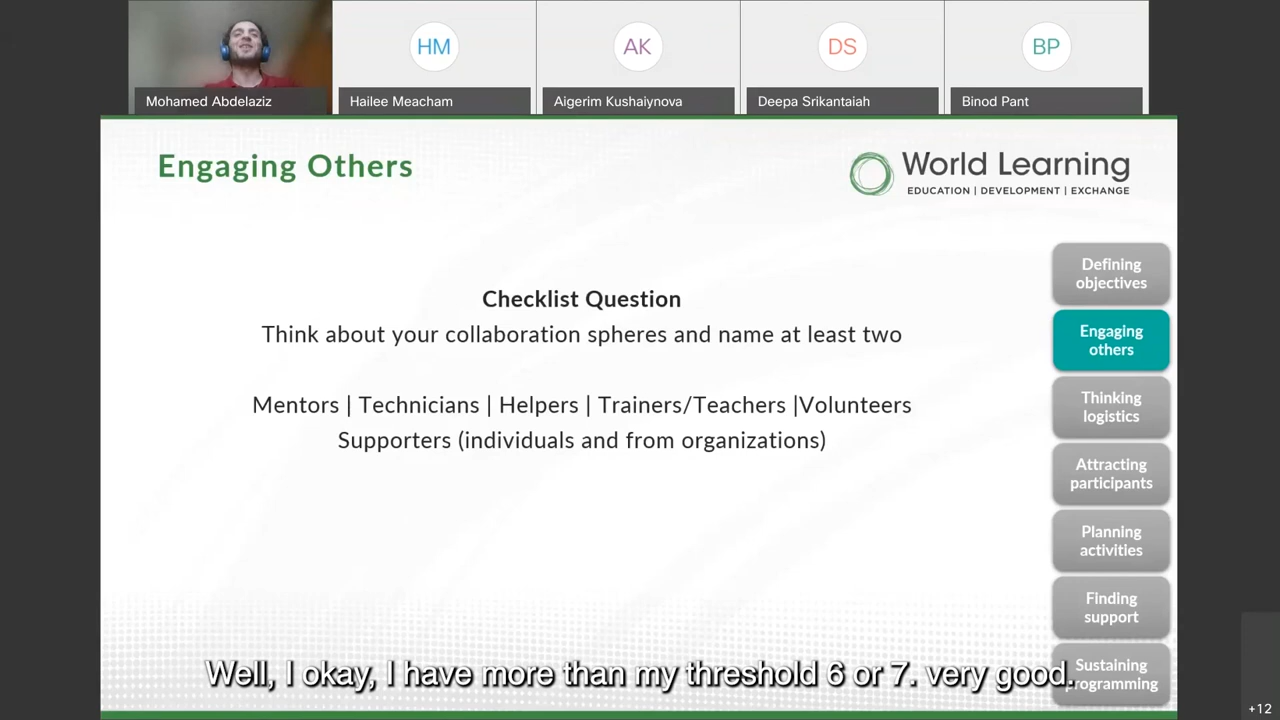 HM
AK
DS
BP
Mohamed Abdelaziz
Hailee Meacham
Aigerim Kushaiynova
Deepa Srikantaiah
Binod Pant
Engaging Others
World Learning
EDUCATION | DEVELOPMENT | EXCHANGE
Checklist Question
Think about your collaboration spheres and name at least two
Mentors | Technicians | Helpers | Trainers/Teachers |Volunteers
Supporters (individuals and from organizations)
Defining
objectives
Engaging
others
Thinking
logistics
Attracting
participants
Planning
activities
Finding
support
Sustaining
programming
Well, I okay, I have more than my threshold 6 or 7. very good.
+12